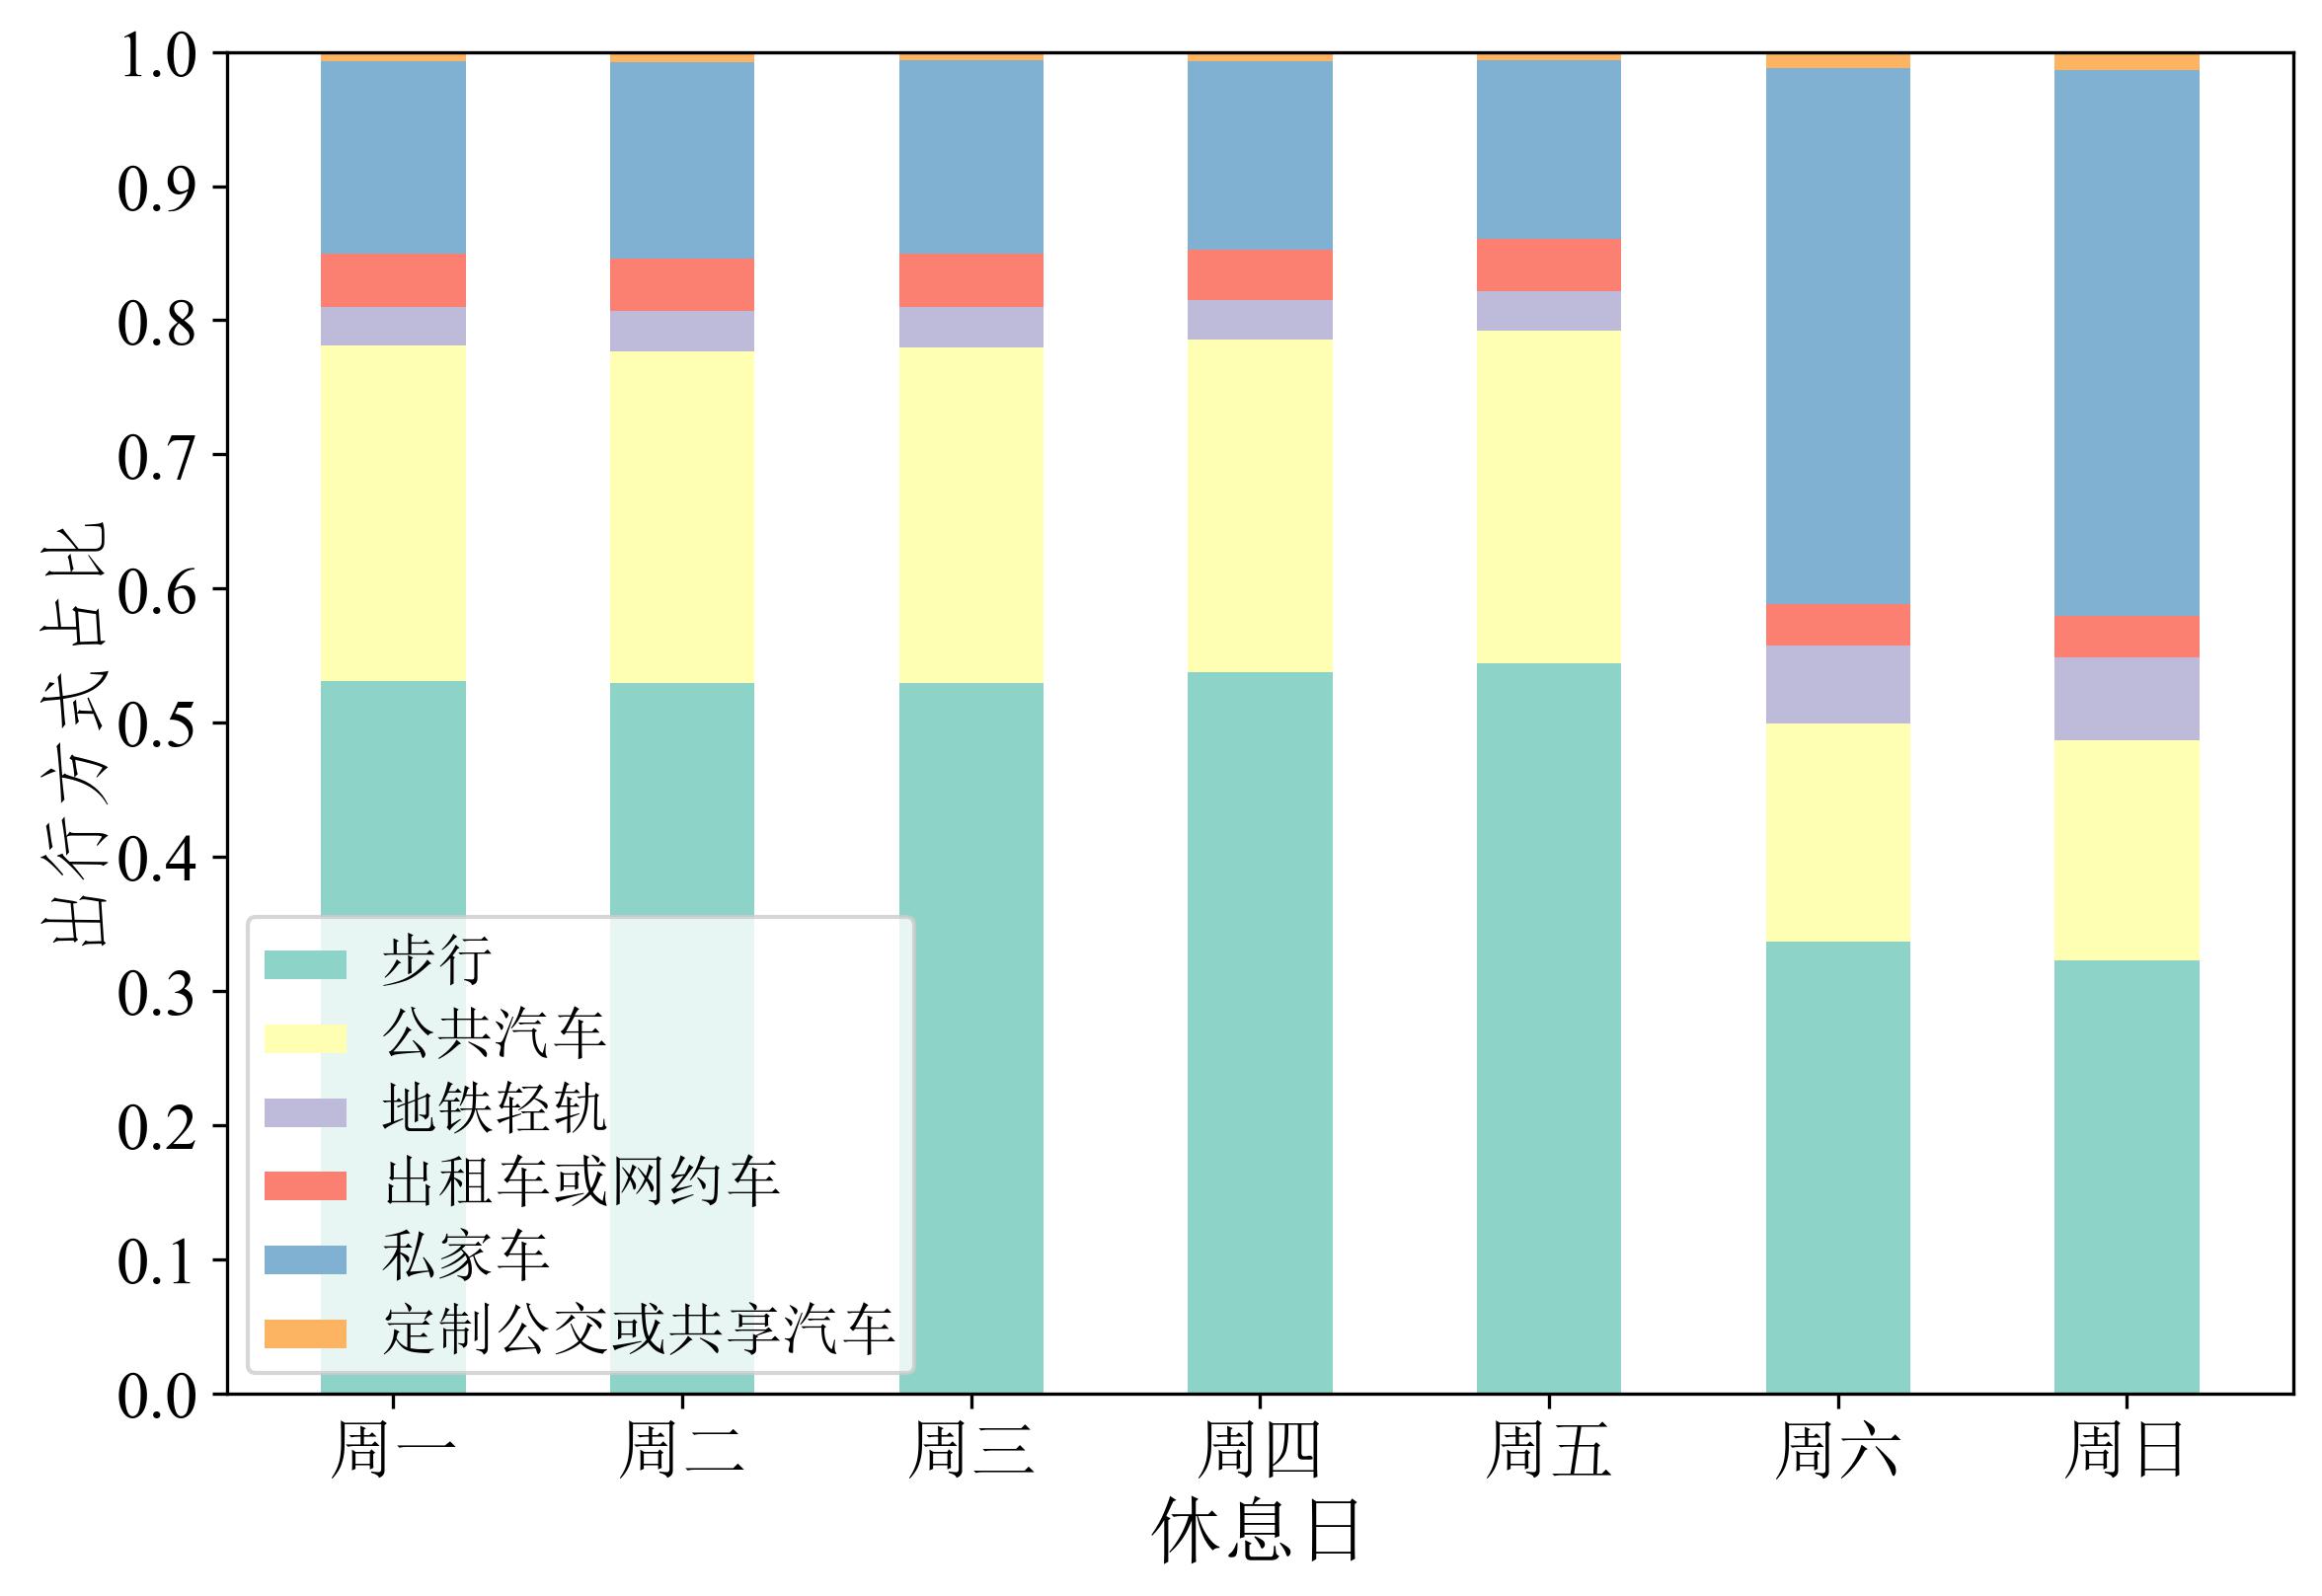 1.0
0.9
0.8
0.7
0.6
0.5
0.4
0.3
0.2
0.1
0.0
出行方式占比
步行
公共汽车
地铁轻轨
出租车或网约车
私家车
定制公交或共享汽车
周一 周二 周三 周四 周五 周六 周日
休息日